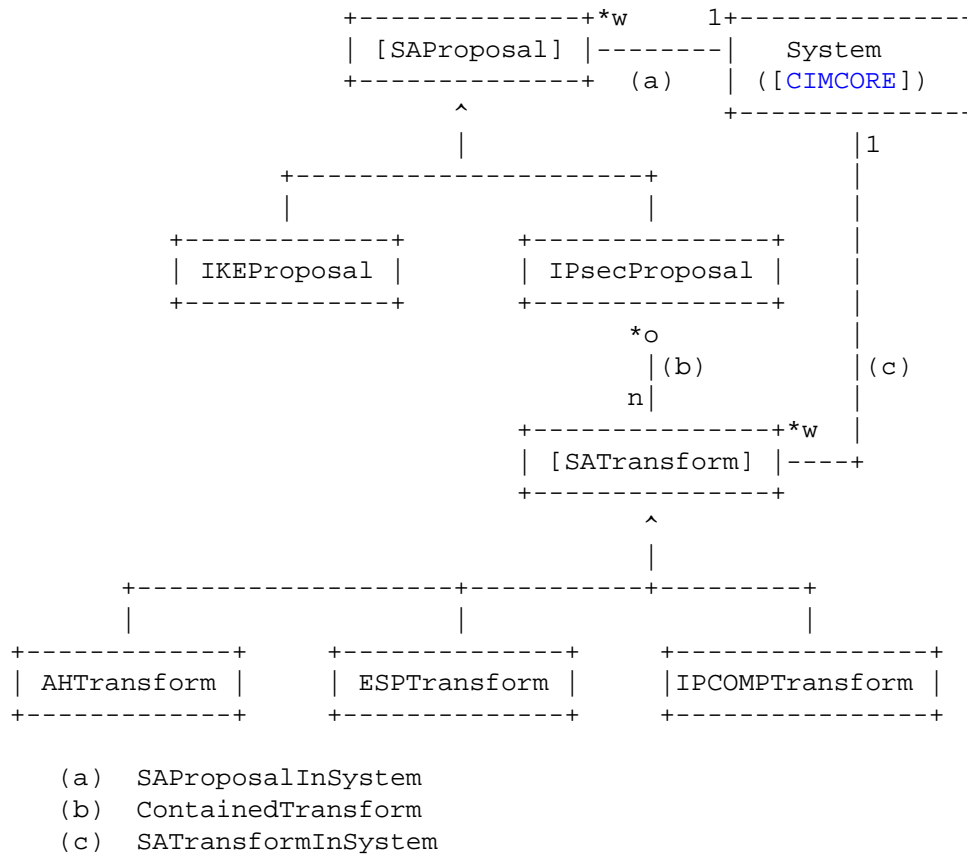 +--------------+*w     1+--------------
| [SAProposal] |--------|   System
+--------------+  (a)   | ([CIMCORE])
^                +--------------
|                        |1
+----------------------+            |
|                      |            |
+-------------+       +---------------+    |
| IKEProposal |       | IPsecProposal |    |
+-------------+       +---------------+    |
*o            |
|(b)         |(c)
n|            |
+---------------+*w  |
| [SATransform] |----+
+---------------+
^
|
+--------------------+-----------+---------+
|                    |                     |
+-------------+     +--------------+     +----------------+
| AHTransform |     | ESPTransform |     |IPCOMPTransform |
+-------------+     +--------------+     +----------------+
(a)  SAProposalInSystem
(b)  ContainedTransform
(c)  SATransformInSystem